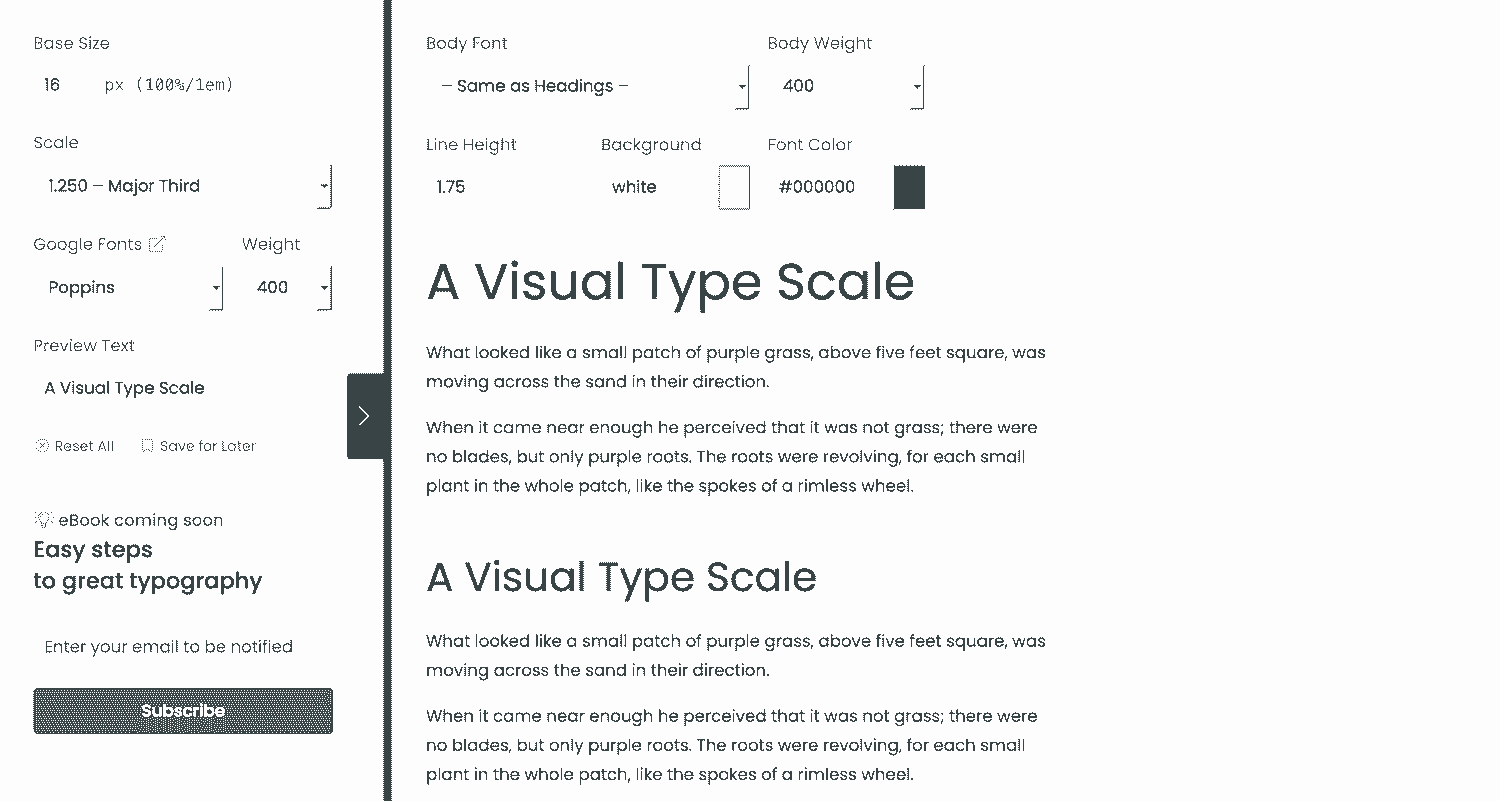 Base Size
16 px (100%/1em)
Scale
1.250 – Major Third
Google Fonts Weight
Poppins 400
Preview Text
A Visual Type Scale
Reset All Save for Later
eBook coming soon
Easy steps
to great typography
Enter your email to be notified
Subscribe
Body Font Body Weight
– Same as Headings – 400
Line Height Background Font Color
1.75 white #000000
A Visual Type Scale
What looked like a small patch of purple grass, above five feet square, was
moving across the sand in their direction.
When it came near enough he perceived that it was not grass; there were
no blades, but only purple roots. The roots were revolving, for each small
plant in the whole patch, like the spokes of a rimless wheel.
A Visual Type Scale
What looked like a small patch of purple grass, above five feet square, was
moving across the sand in their direction.
When it came near enough he perceived that it was not grass; there were
no blades, but only purple roots. The roots were revolving, for each small
plant in the whole patch, like the spokes of a rimless wheel.